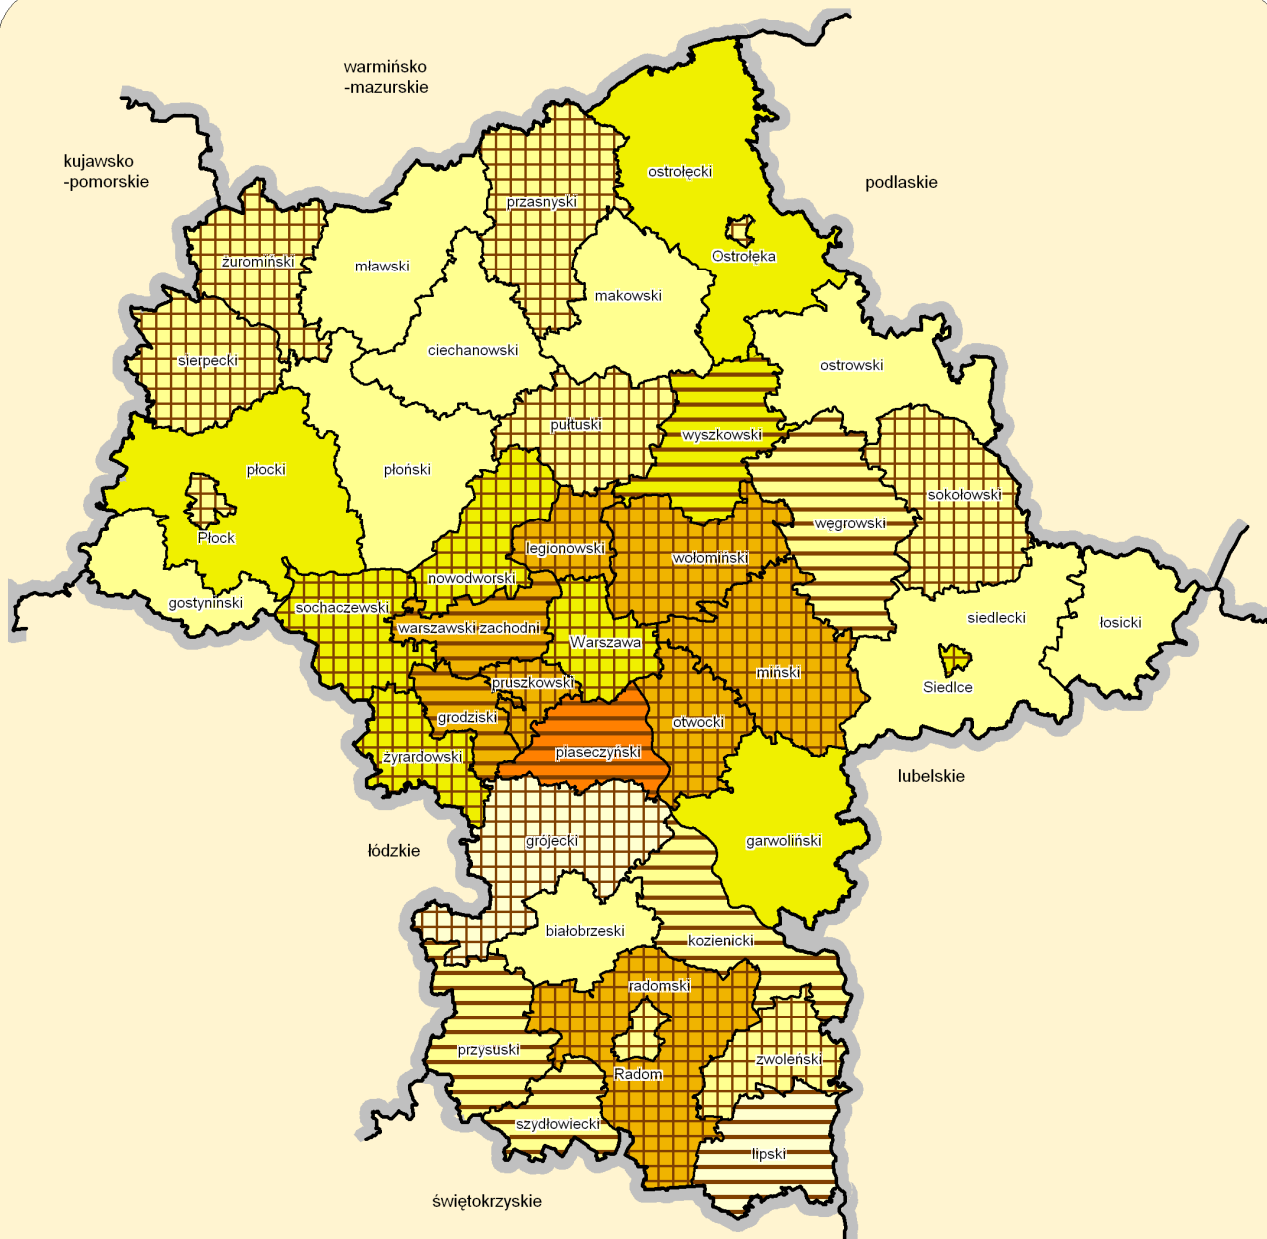 warmińsko
-mazurskie
kujawsko
-pomorskie
podlaskie
ostrołęcki
przasnyski
Ostrołęka
żuromiński
mławski
makowski
ciechanowski
sierpecki
ostrowski
pułtuski
wyszkowski
płocki
płoński
sokołowski
węgrowski
Płock
legionowski
wołomiński
nowodworski
gostyninski
sochaczewski
siedlecki
łosicki
warszawski zachodni
Warszawa
miński
pruszkowski
Siedlce
grodziski
otwocki
piaseczyński
żyrardowski
lubelskie
grójecki
garwoliński
łódzkie
białobrzeski
kozienicki
radomski
przysuski
zwoleński
Radom
szydłowiecki
lipski
świętokrzyskie